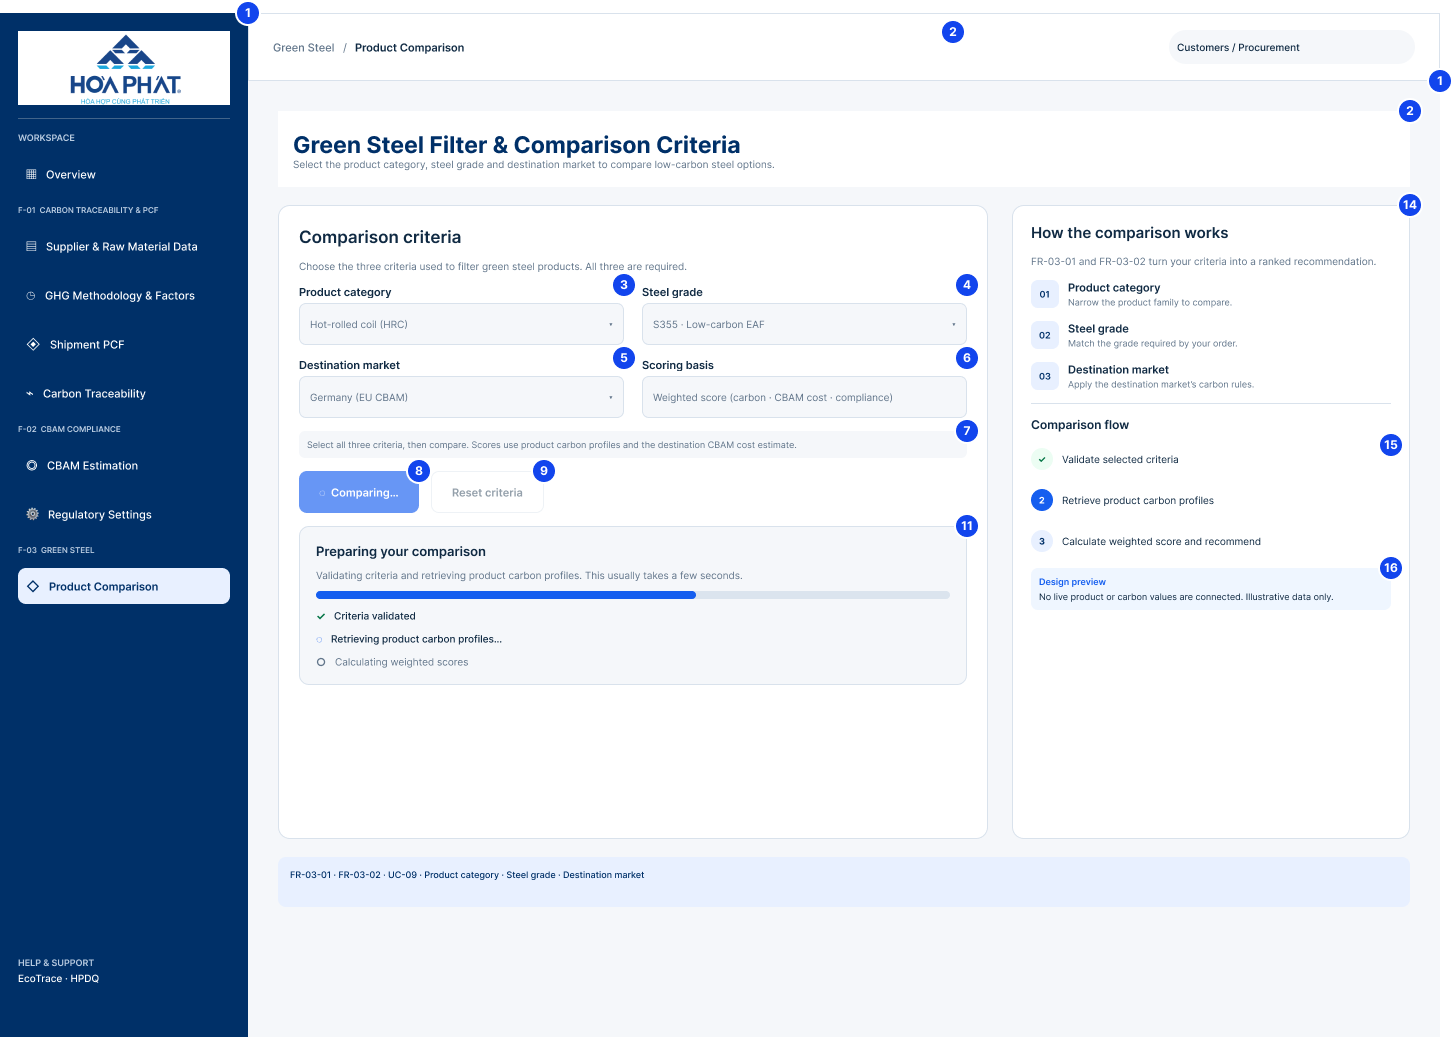 1
HÒA PHÁT
HÒA HỢP CÙNG PHÁT TRIỂN
WORKSPACE
Overview
F-01 CARBON TRACEABILITY & PCF
Supplier & Raw Material Data
GHG Methodology & Factors
Shipment PCF
Carbon Traceability
F-02 CBAM COMPLIANCE
CBAM Estimation
Regulatory Settings
F-03 GREEN STEEL
Product Comparison
HELP & SUPPORT
EcoTrace · HPDQ
2
Green Steel / Product Comparison
Customers / Procurement
1
2
Green Steel Filter & Comparison Criteria
Select the product category, steel grade and destination market to compare low-carbon steel options.
Comparison criteria
Choose the three criteria used to filter green steel products. All three are required.
Product category
3
Steel grade
4
Hot-rolled coil (HRC)
S355 · Low-carbon EAF
Destination market
5
Scoring basis
6
Germany (EU CBAM)
Weighted score (carbon · CBAM cost · compliance)
7
Select all three criteria, then compare. Scores use product carbon profiles and the destination CBAM cost estimate.
8
9
Comparing...
Reset criteria
11
Preparing your comparison
Validating criteria and retrieving product carbon profiles. This usually takes a few seconds.
Criteria validated
Retrieving product carbon profiles...
Calculating weighted scores
14
How the comparison works
FR-03-01 and FR-03-02 turn your criteria into a ranked recommendation.
01
Product category
Narrow the product family to compare.
02
Steel grade
Match the grade required by your order.
03
Destination market
Apply the destination market's carbon rules.
Comparison flow
15
Validate selected criteria
2
Retrieve product carbon profiles
3
Calculate weighted score and recommend
16
Design preview
No live product or carbon values are connected. Illustrative data only.
FR-03-01 · FR-03-02 · UC-09 · Product category · Steel grade · Destination market